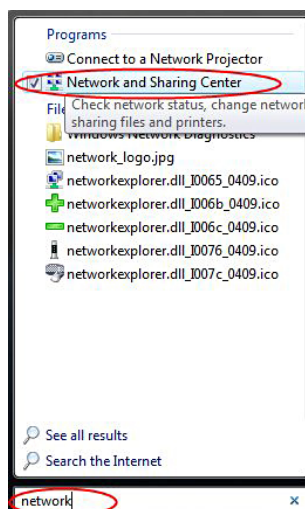 Programs
Connect to a Network Projector
Network and Sharing Center
File
Check network status, change networ
sharing files and printers.
Windows Network Diagnostics
network_logo.jpg
networkexplorer.dll_I0065_0409.ico
networkexplorer.dll_I006b_0409.ico
networkexplorer.dll_I006c_0409.ico
networkexplorer.dll_I0076_0409.ico
networkexplorer.dll_I007c_0409.ico
See all results
Search the Internet
network